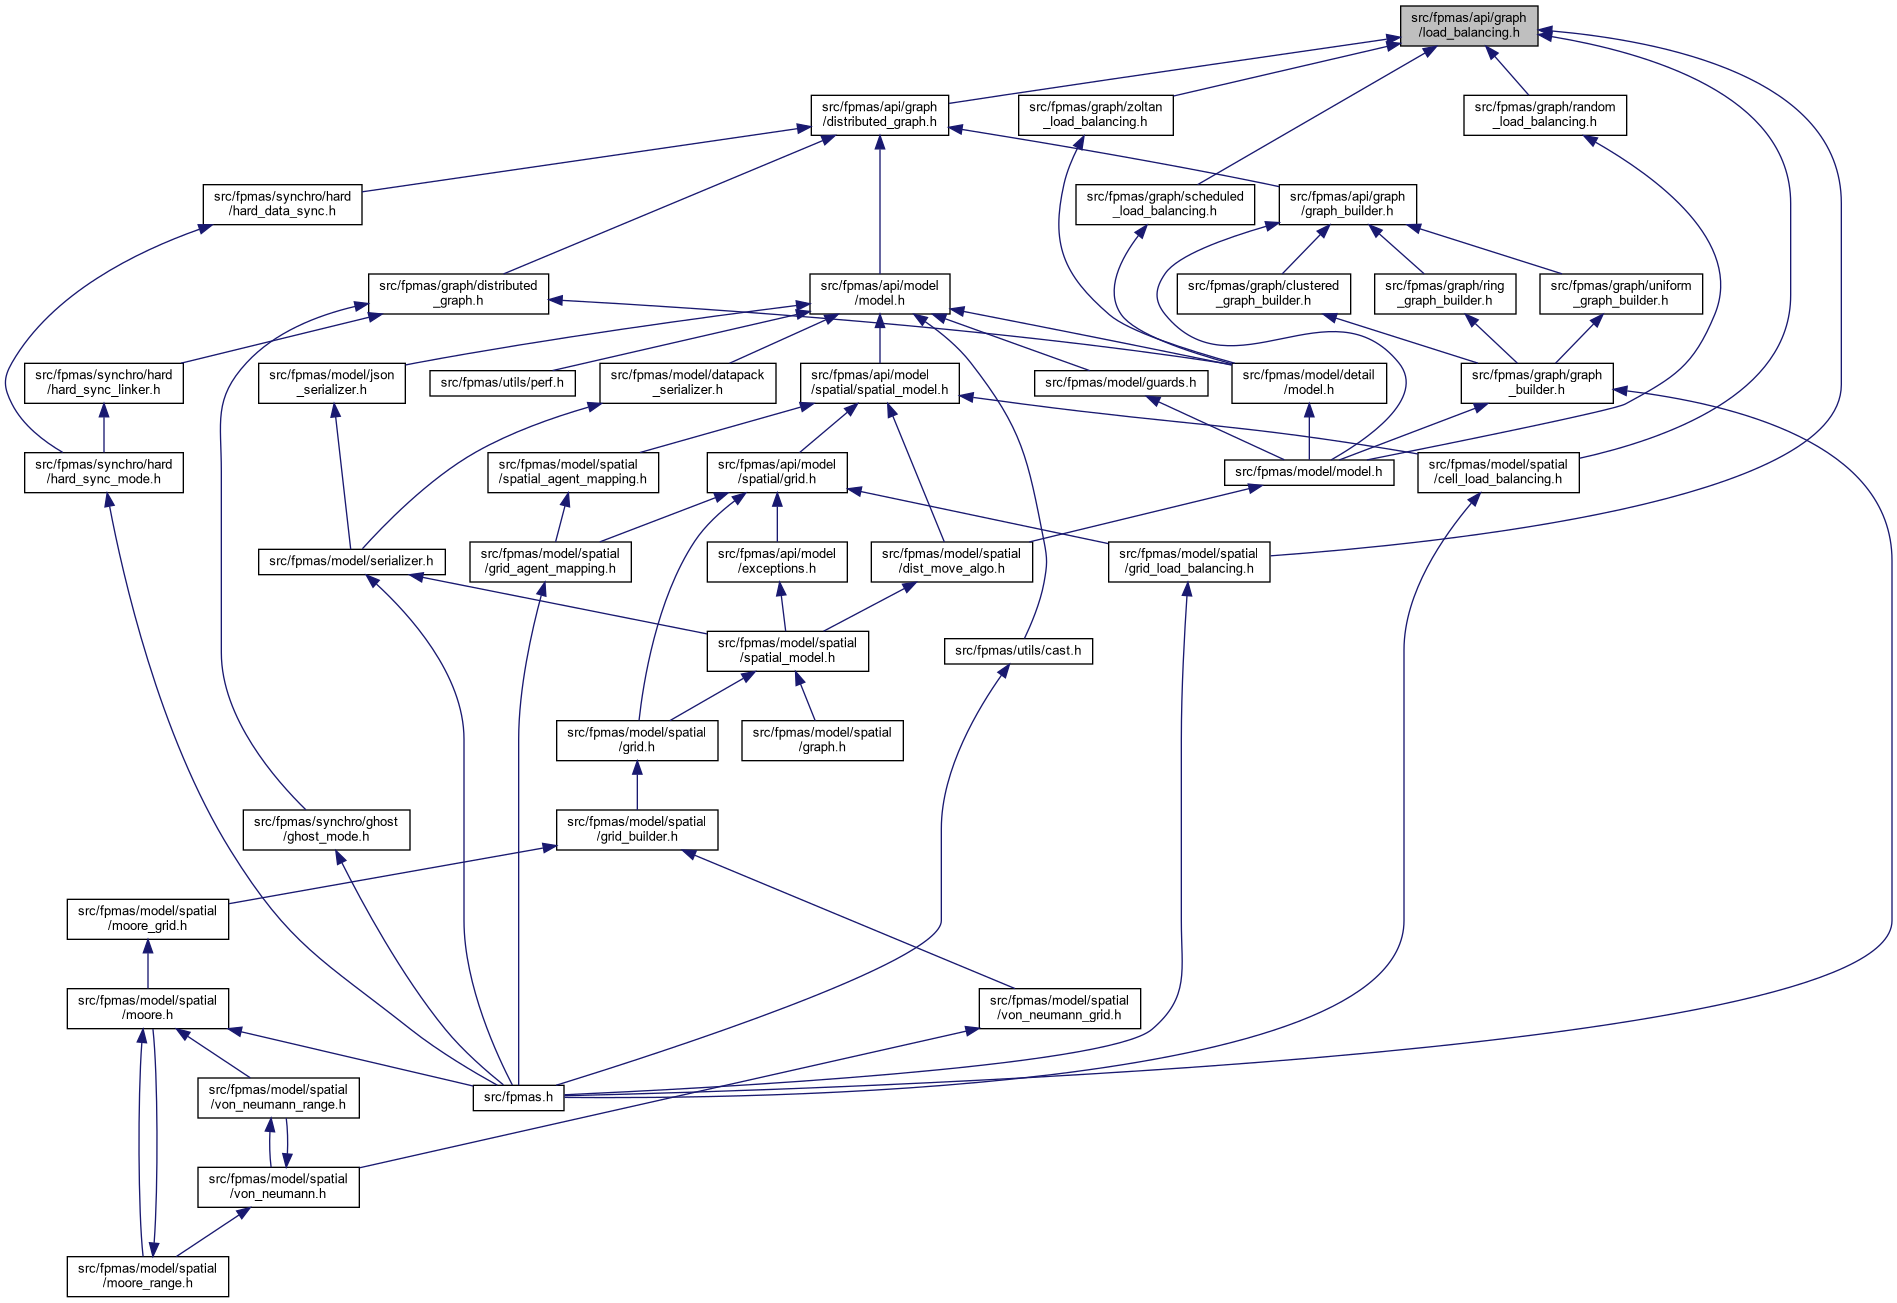 src/fpmas/api/graph
/load_balancing.h
src/fpmas/api/graph
/distributed_graph.h
src/fpmas/graph/zoltan
_load_balancing.h
src/fpmas/graph/random
_load_balancing.h
src/fpmas/synchro/hard
/hard_data_sync.h
src/fpmas/graph/scheduled
_load_balancing.h
src/fpmas/api/graph
/graph_builder.h
src/fpmas/graph/distributed
_graph.h
src/fpmas/api/model
/model.h
src/fpmas/graph/clustered
_graph_builder.h
src/fpmas/graph/ring
_graph_builder.h
src/fpmas/graph/uniform
_graph_builder.h
src/fpmas/synchro/hard
/hard_sync_linker.h
src/fpmas/model/json
_serializer.h
src/fpmas/utils/perf.h
src/fpmas/model/datapack
_serializer.h
src/fpmas/api/model
/spatial/spatial_model.h
src/fpmas/model/guards.h
src/fpmas/model/detail
/model.h
src/fpmas/graph/graph
_builder.h
src/fpmas/synchro/hard
/hard_sync_mode.h
src/fpmas/model/spatial
/spatial_agent_mapping.h
src/fpmas/api/model
/spatial/grid.h
src/fpmas/model/model.h
src/fpmas/model/spatial
/cell_load_balancing.h
src/fpmas/model/serializer.h
src/fpmas/model/spatial
/grid_agent_mapping.h
src/fpmas/api/model
/exceptions.h
src/fpmas/model/spatial
/dist_move_algo.h
src/fpmas/model/spatial
/grid_load_balancing.h
src/fpmas/model/spatial
/spatial_model.h
src/fpmas/utils/cast.h
src/fpmas/model/spatial
/grid.h
src/fpmas/model/spatial
/graph.h
src/fpmas/synchro/ghost
/ghost_mode.h
src/fpmas/model/spatial
/grid_builder.h
src/fpmas/model/spatial
/moore_grid.h
src/fpmas/model/spatial
/moore.h
src/fpmas/model/spatial
/von_neumann_grid.h
src/fpmas/model/spatial
/von_neumann_range.h
src/fpmas.h
src/fpmas/model/spatial
/von_neumann.h
src/fpmas/model/spatial
/moore_range.h